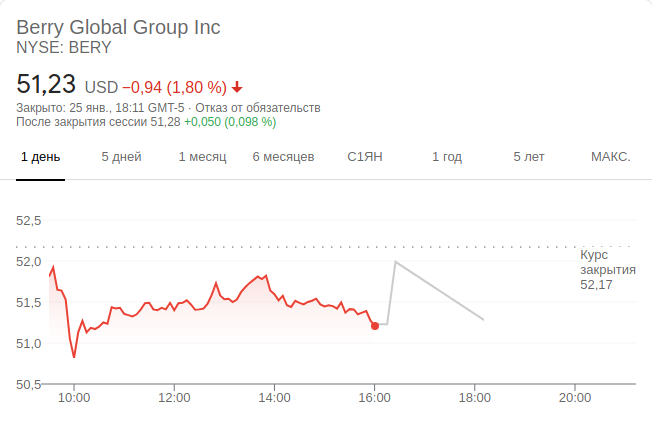 Berry Global Group Inc
NYSE: BERY
51,23 USD −0,94 (1,80 %)
Закрыто: 25 янв., 18:11 GMT-5 · Отказ от обязательств
После закрытия сессии 51,28 +0,050 (0,098 %)
1 день 5 дней 1 месяц 6 месяцев С1ЯН 1 год 5 лет МАКС.
52,5
52,0
51,5
51,0
50,5
Курс
закрытия
52,17
10:00 12:00 14:00 16:00 18:00 20:00